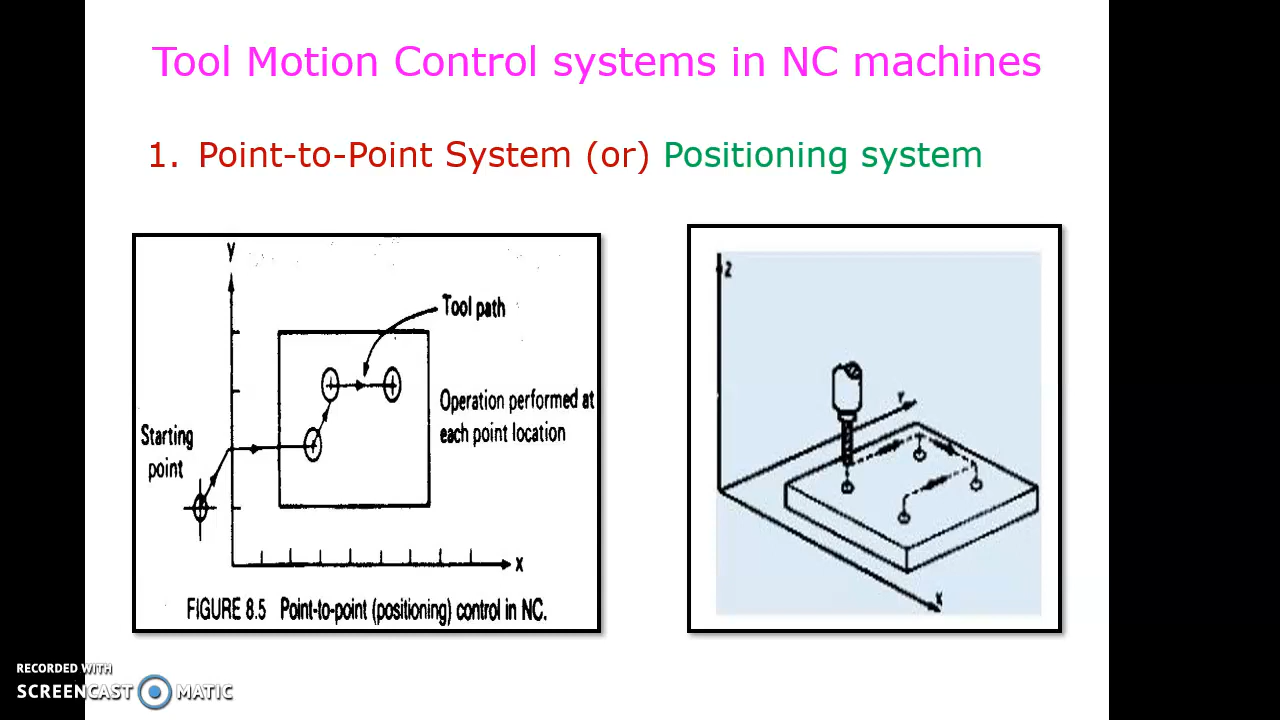 Tool Motion Control systems in NC machines
1. Point-to-Point System (or) Positioning system
y
Tool path
Operation performed at
each point location
Starting
point
x
FIGURE 8.5 Point-to-point (positioning) control in NC.
Z
Y
X
RECORDED WITH
SCREENCAST MATIC